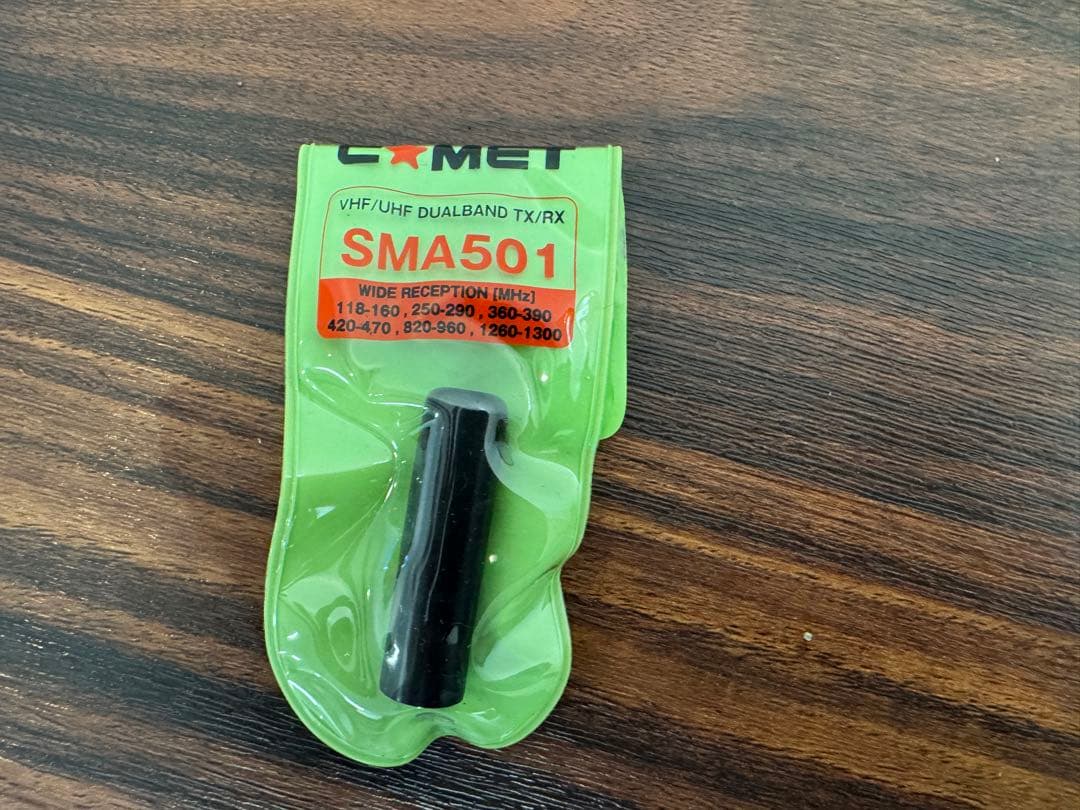 C★MET
VHF/UHF DUALBAND TX/RX
SMA501
WIDE RECEPTION [MHz]
118-160 , 250-290 , 360-390
420-470 , 820-960 , 1260-1300